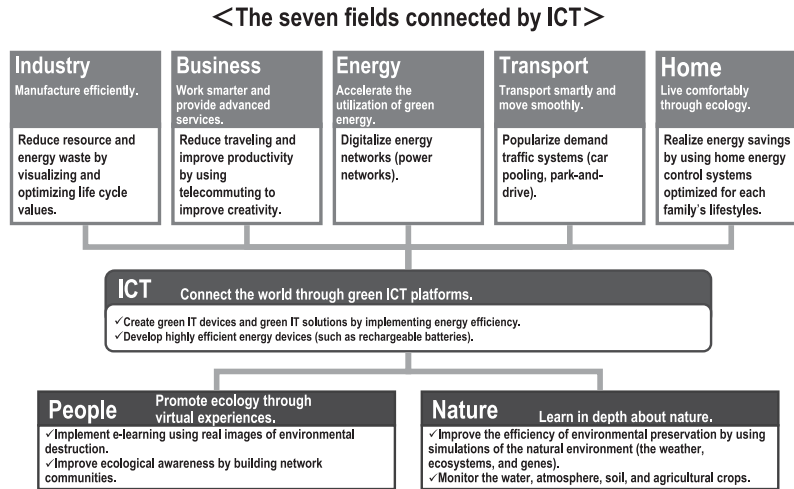 <The seven fields connected by ICT>
Industry
Manufacture efficiently.
Reduce resource and
energy waste by
visualizing and
optimizing life cycle
values.
Business
Work smarter and
provide advanced
services.
Reduce traveling and
improve productivity
by using
telecommuting to
improve creativity.
Energy
Accelerate the
utilization of green
energy.
Digitalize energy
networks (power
networks).
Transport
Transport smartly and
move smoothly.
Popularize demand
traffic systems (car
pooling, park-and-
drive).
Home
Live comfortably
through ecology.
Realize energy savings
by using home energy
control systems
optimized for each
family's lifestyles.
ICT Connect the world through green ICT platforms.
✓Create green IT devices and green IT solutions by implementing energy efficiency.
✓Develop highly efficient energy devices (such as rechargeable batteries).
People Promote ecology through
virtual experiences.
✓Implement e-learning using real images of environmental
destruction.
✓Improve ecological awareness by building network
communities.
Nature Learn in depth about nature.
✓Improve the efficiency of environmental preservation by using
simulations of the natural environment (the weather,
ecosystems, and genes).
✓Monitor the water, atmosphere, soil, and agricultural crops.